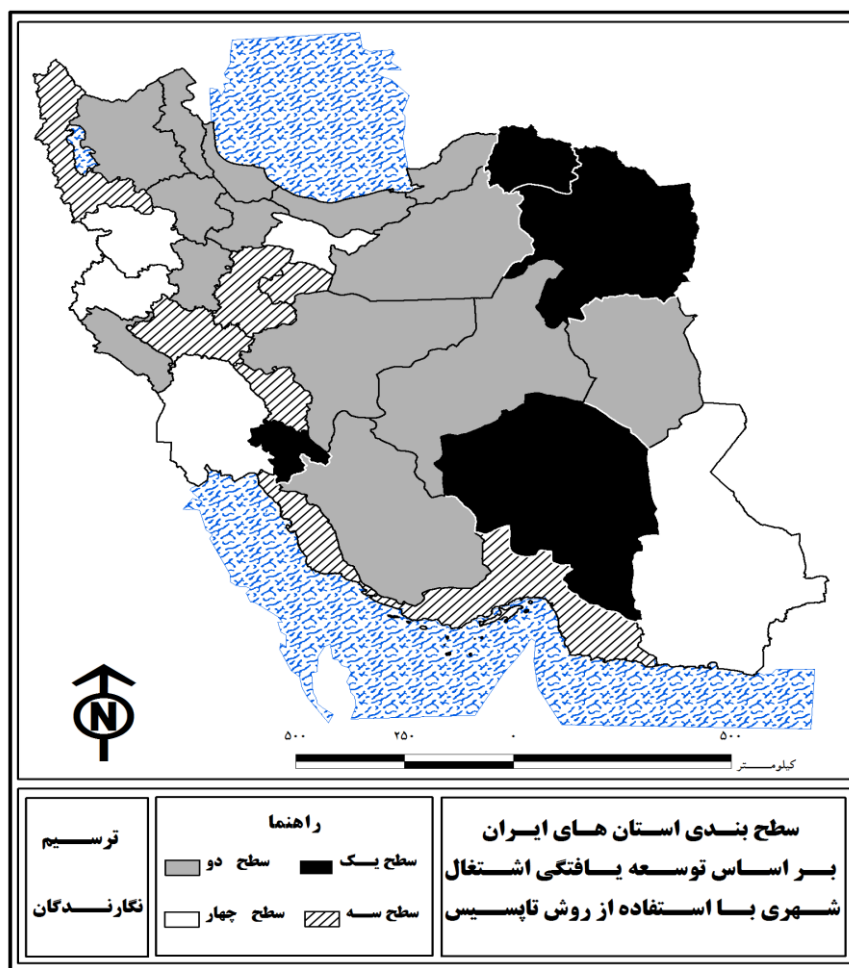 N
۵۰۰ ۲۵۰ ۰ ۵۰۰
کیلومتر
سطح بندی استان های ایران
بر اساس توسعه یافتگی اشتغال
شهری با استفاده از روش تاپسیس
راهنما
سطح یک سطح دو
سطح سه سطح چهار
ترسیم
نگارندگان